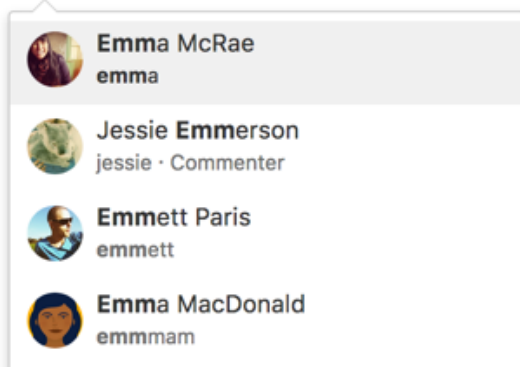 Emma McRae
emma
Jessie Emmerson
jessie · Commenter
Emmett Paris
emmett
Emma MacDonald
emmmam